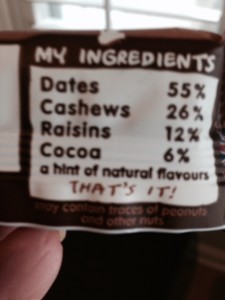 MY INGREDIENTS
Dates 55%
Cashews 26%
Raisins 12%
Cocoa 6%
a hint of natural flavours
THAT'S IT!
may contain traces of peanuts
and other nuts